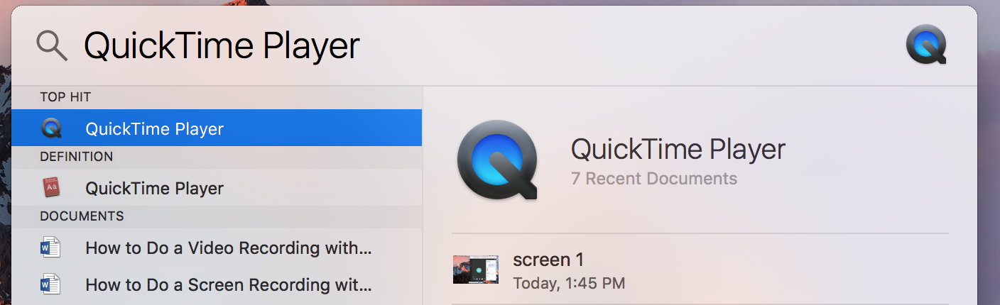 QuickTime Player
TOP HIT
QuickTime Player
DEFINITION
QuickTime Player
DOCUMENTS
How to Do a Video Recording with...
How to Do a Screen Recording wit...
QuickTime Player
7 Recent Documents
screen 1
Today, 1:45 PM